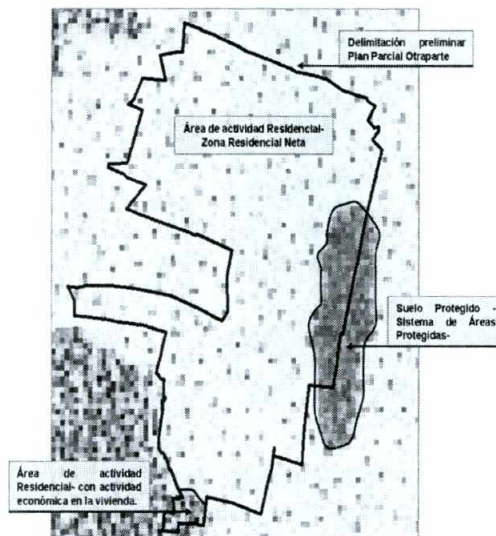 Delimitación preliminar
Plan Parcial Otraparte
Área de actividad Residencial-
Zona Residencial Neta
Suelo Protegido -
Sistema de Áreas
Protegidas-
Área de actividad
Residencial- con actividad
económica en la vivienda.